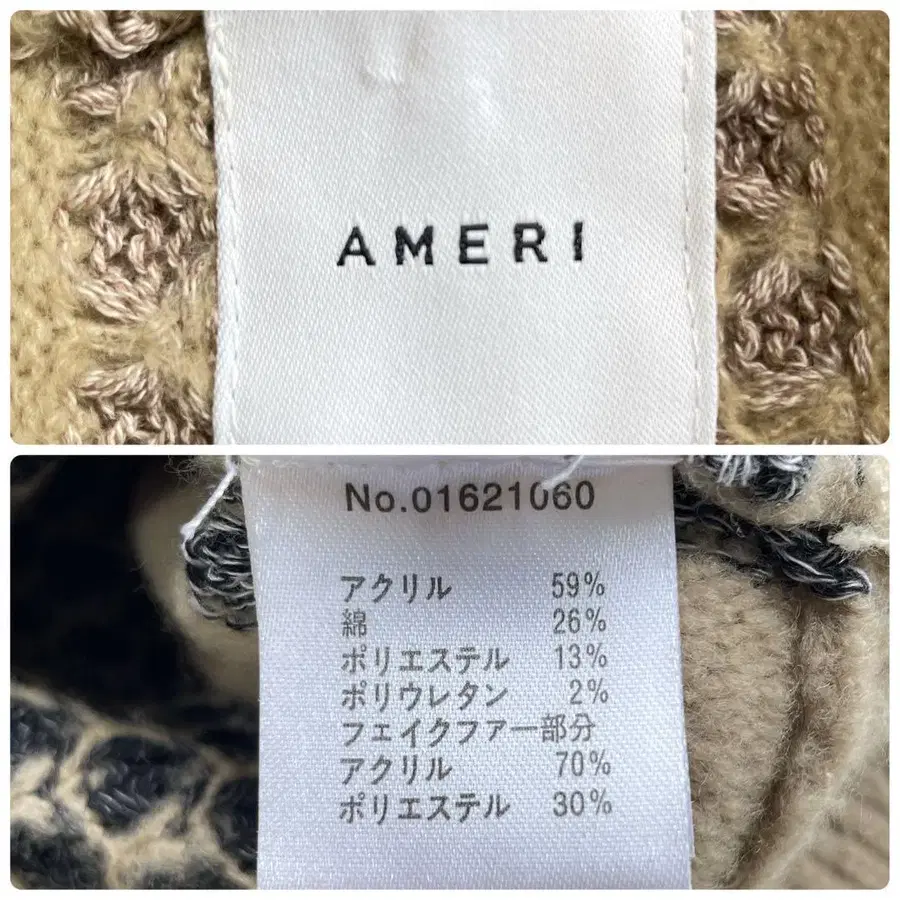 AMERI
No.01621060
アクリル 59%
綿 26%
ポリエステル 13%
ポリウレタン 2%
フェイクファー部分
アクリル 70%
ポリエステル 30%